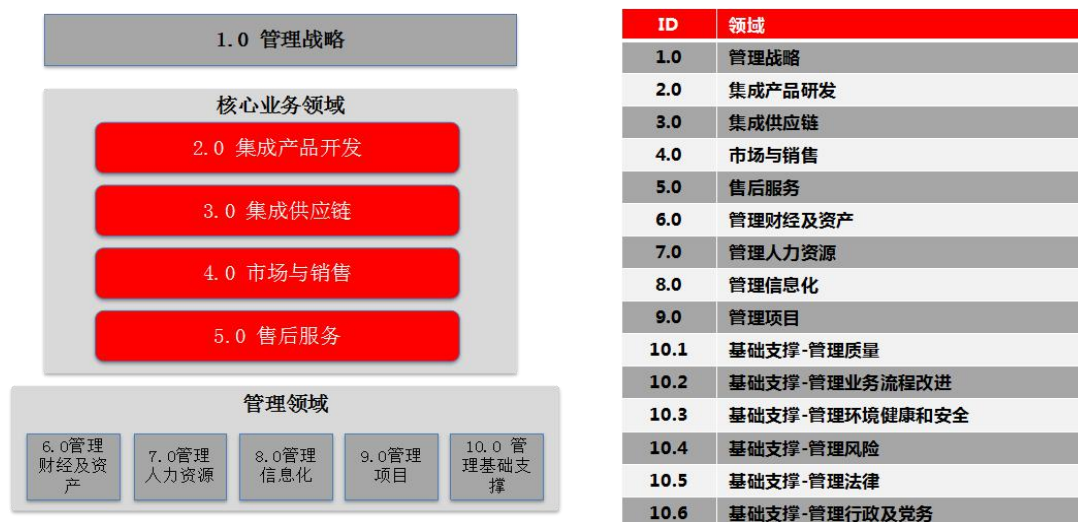 1.0 管理战略
核心业务领域
2.0 集成产品开发
3.0 集成供应链
4.0 市场与销售
5.0 售后服务
管理领域
6.0管理
财经及资
产
7.0管理
人力资源
8.0管理
信息化
9.0管理
项目
10.0 管
理基础支
撑
ID 领域
1.0 管理战略
2.0 集成产品研发
3.0 集成供应链
4.0 市场与销售
5.0 售后服务
6.0 管理财经及资产
7.0 管理人力资源
8.0 管理信息化
9.0 管理项目
10.1 基础支撑-管理质量
10.2 基础支撑-管理业务流程改进
10.3 基础支撑-管理环境健康和安全
10.4 基础支撑-管理风险
10.5 基础支撑-管理法律
10.6 基础支撑-管理行政及党务